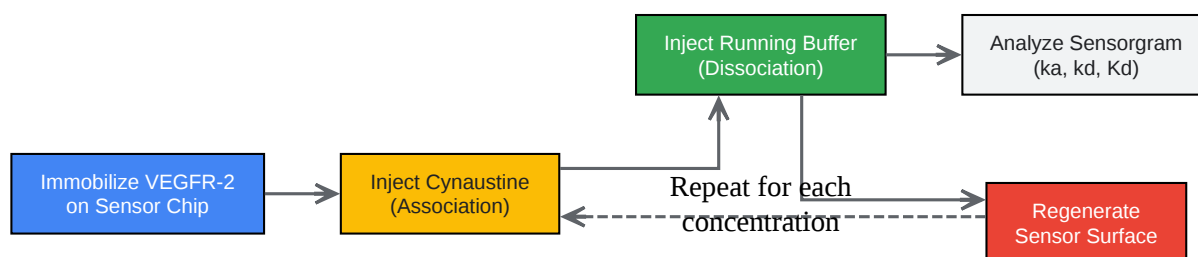 Inject Running Buffer
(Dissociation)
Analyze Sensorgram
(ka, kd, Kd)
Immobilize VEGFR-2
on Sensor Chip
Inject Cynaustine
(Association)
Repeat for each
concentration
Regenerate
Sensor Surface